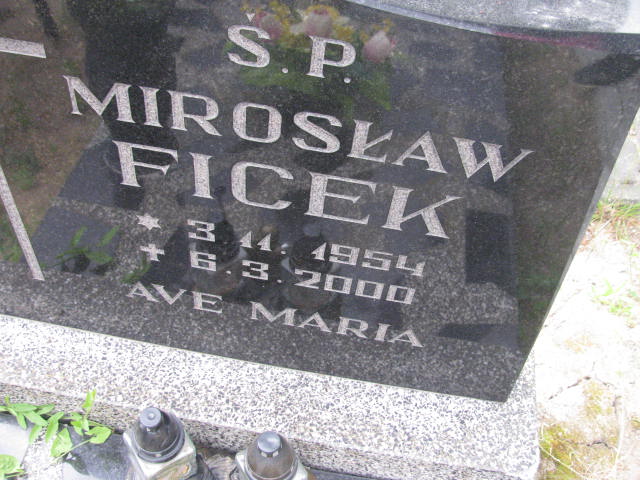 Ś.P.
MIROSŁAW
FICEK
* 3.11.1954
+ 6.3.2000
AVE MARIA